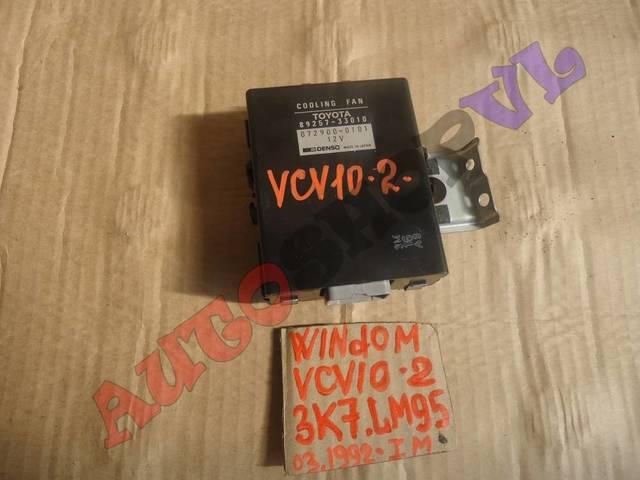 COOLING FAN
TOYOTA
89257-33010
072900-0101
12V
DENSO MADE IN JAPAN
VCV10-2-
AUTOSHOPVL
WINdOM
VCV10-2
3K7.LM95
03.1992-I M